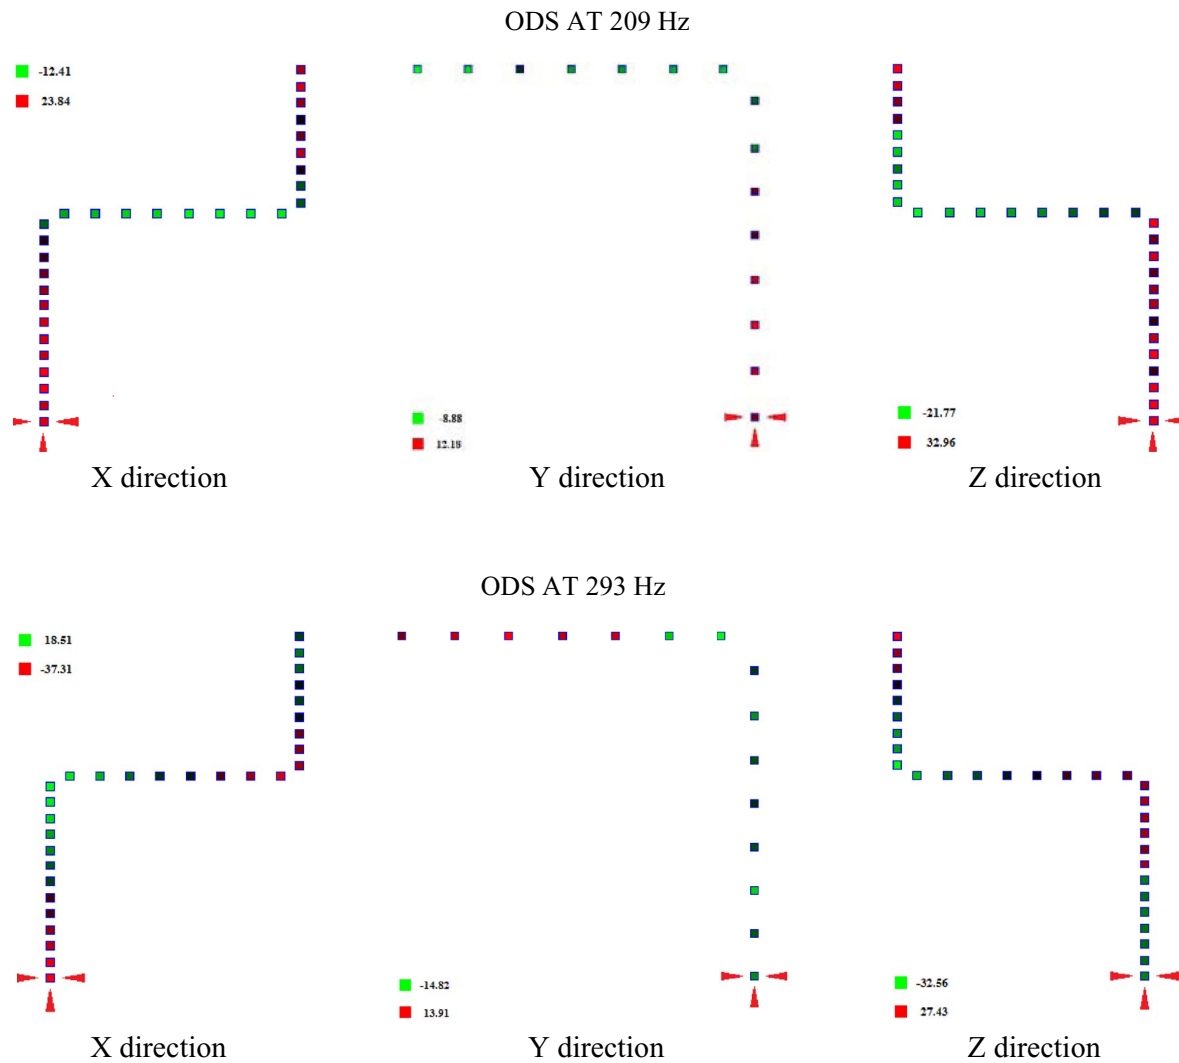 ODS AT 209 Hz
-12.41
23.84
-8.88
12.18
-21.77
32.96
X direction
Y direction
Z direction
ODS AT 293 Hz
18.51
-37.31
-14.82
13.91
-32.56
27.43
X direction
Y direction
Z direction